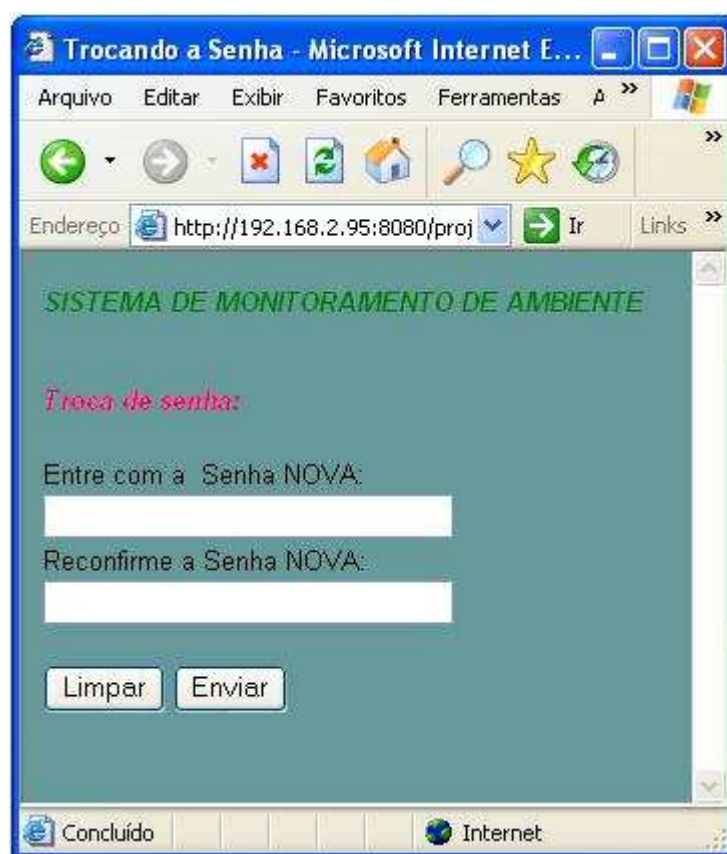 Trocando a Senha - Microsoft Internet E...
Arquivo Editar Exibir Favoritos Ferramentas A »
»
Endereço http://192.168.2.95:8080/proj Ir Links »
SISTEMA DE MONITORAMENTO DE AMBIENTE
Troca de senha:
Entre com a Senha NOVA:
Reconfirme a Senha NOVA:
Limpar Enviar
Concluído Internet